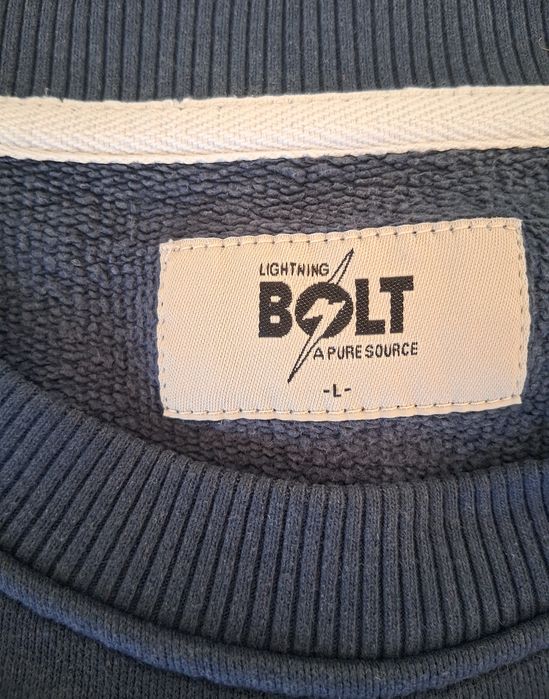 LIGHTNING
BOLT
A PURE SOURCE
-L-